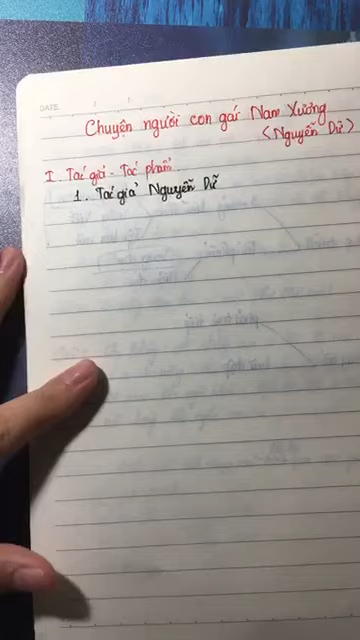 DATE
Chuyện người con gái Nam Xương
<Nguyễn Dữ>
I. Tác giả - Tác phẩm
1. Tác giả Nguyễn Dữ